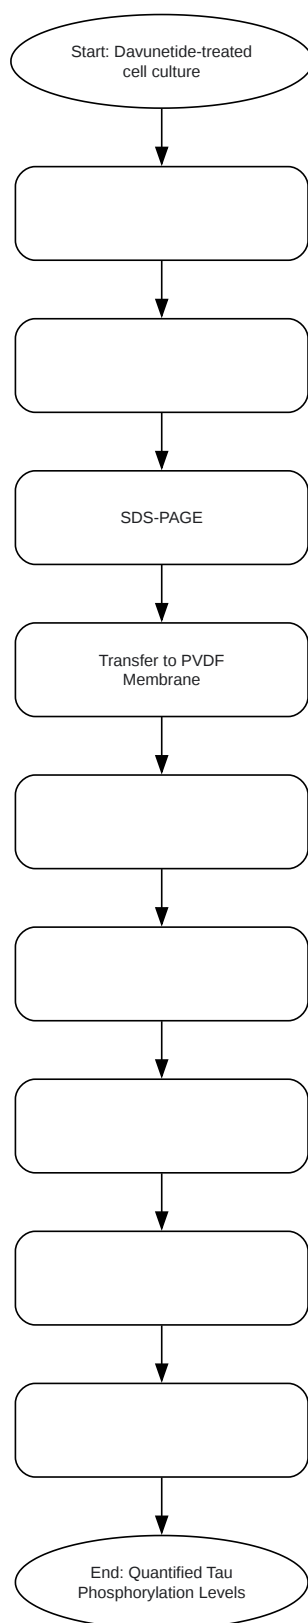 Start: Davunetide-treated
cell culture
SDS-PAGE
Transfer to PVDF
Membrane
End: Quantified Tau
Phosphorylation Levels